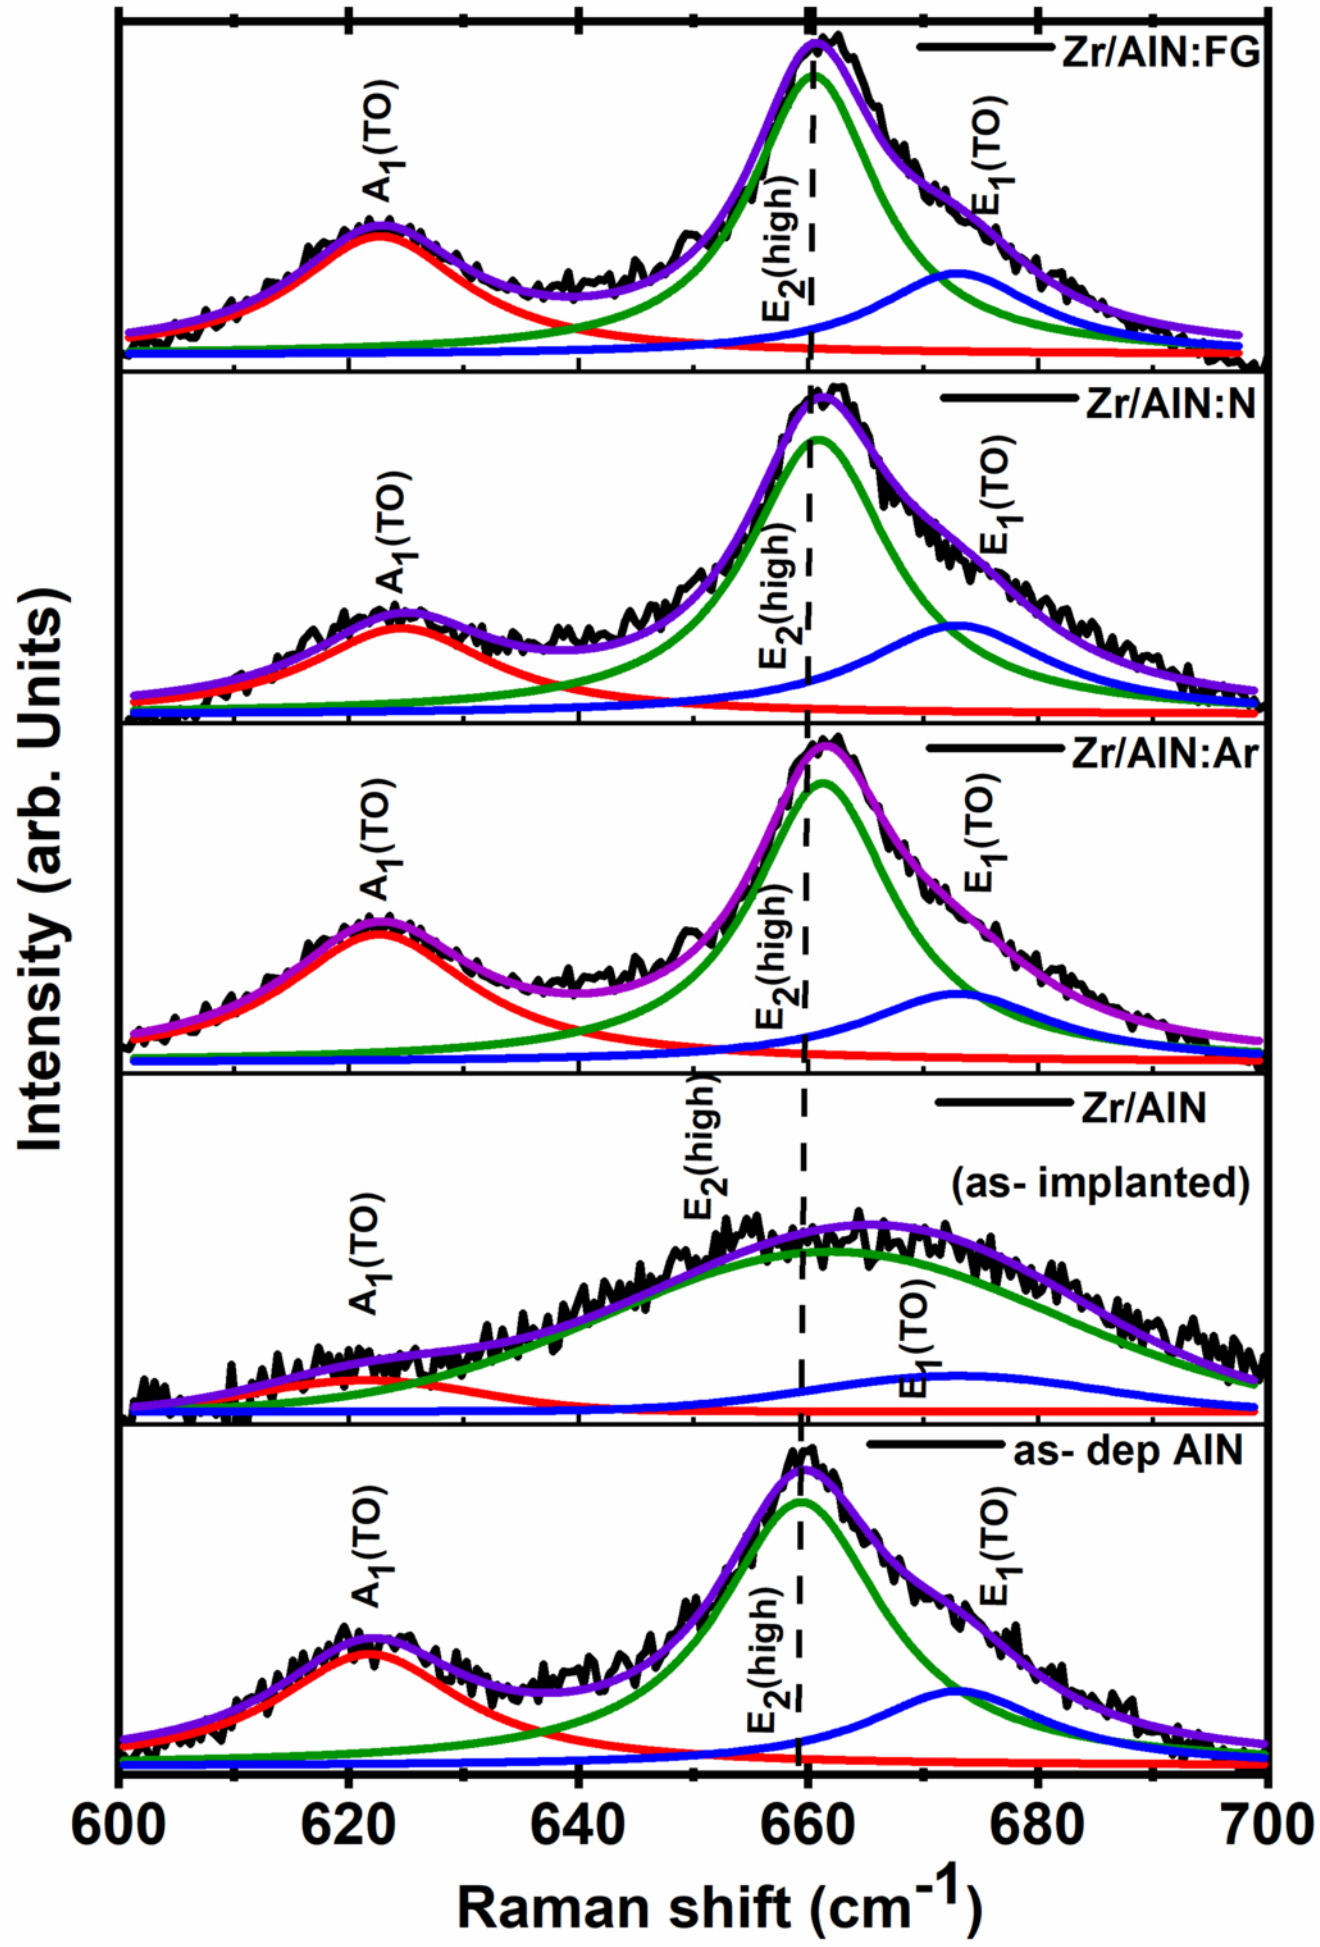 Zr/AlN:FG
A1(TO)
E2(high)
E1(TO)
Zr/AlN:N
A1(TO)
E2(high)
E1(TO)
Zr/AlN:Ar
A1(TO)
E2(high)
E1(TO)
Zr/AlN
(as- implanted)
A1(TO)
E2(high)
E1(TO)
as- dep AlN
A1(TO)
E2(high)
E1(TO)
Intensity (arb. Units)
600 620 640 660 680 700
Raman shift (cm-1)